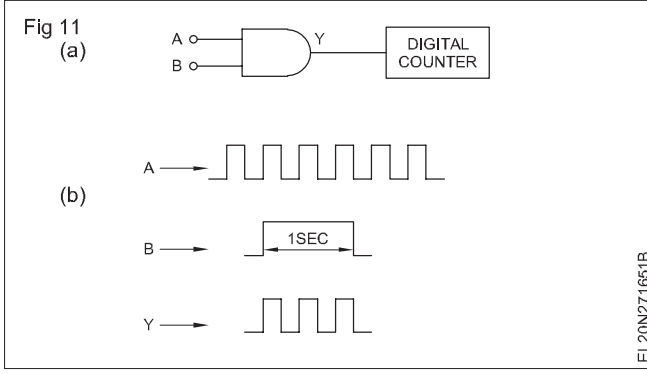 Fig 11
(a)
A
B
Y
DIGITAL
COUNTER
(b)
A
B
1SEC
Y
EL20N271651B